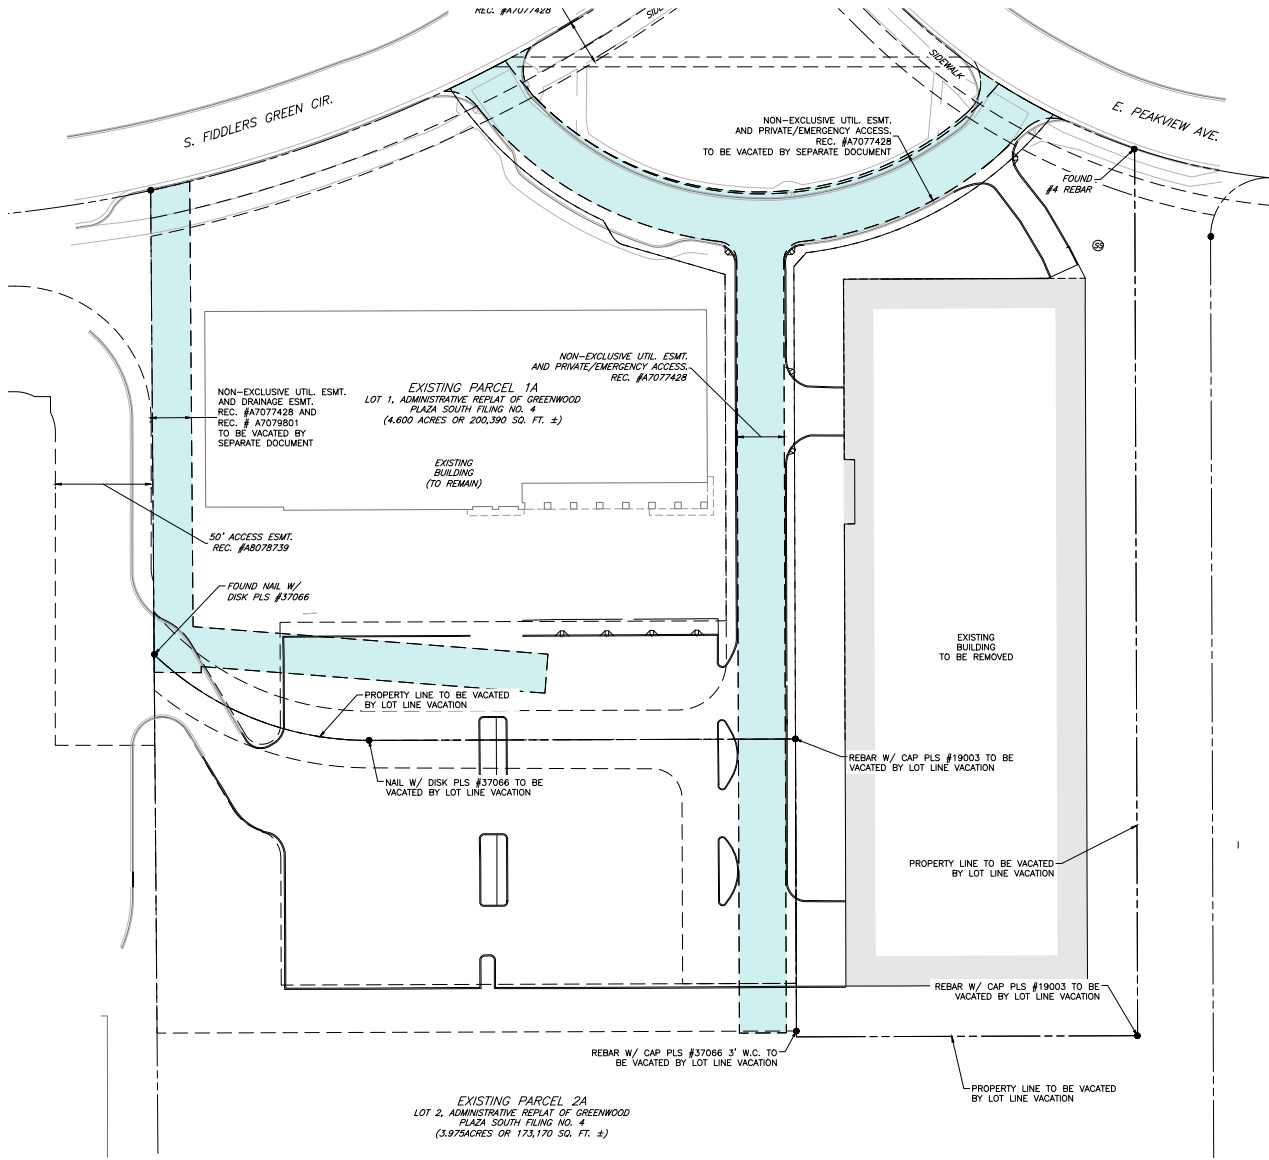 REC. #A7077428
S. FIDDLERS GREEN CIR.
SIDEWALK
E. PEAKVIEW AVE.
NON-EXCLUSIVE UTIL. ESMT.
AND PRIVATE/EMERGENCY ACCESS.
REC. #A7077428
TO BE VACATED BY SEPARATE DOCUMENT
FOUND
#4 REBAR
SS
NON-EXCLUSIVE UTIL. ESMT.
AND PRIVATE/EMERGENCY ACCESS.
REC. #A7077428
EXISTING PARCEL 1A
LOT 1, ADMINISTRATIVE REPLAT OF GREENWOOD
PLAZA SOUTH FILING NO. 4
(4.600 ACRES OR 200,390 SQ. FT. ±)
NON-EXCLUSIVE UTIL. ESMT.
AND DRAINAGE ESMT.
REC. #A7077428 AND
REC. # A7079801
TO BE VACATED BY
SEPARATE DOCUMENT
EXISTING
BUILDING
(TO REMAIN)
50' ACCESS ESMT.
REC. #A8078739
FOUND NAIL W/
DISK PLS #37066
EXISTING
BUILDING
TO BE REMOVED
PROPERTY LINE TO BE VACATED
BY LOT LINE VACATION
REBAR W/ CAP PLS #19003 TO BE
VACATED BY LOT LINE VACATION
NAIL W/ DISK PLS #37066 TO BE
VACATED BY LOT LINE VACATION
PROPERTY LINE TO BE VACATED
BY LOT LINE VACATION
REBAR W/ CAP PLS #19003 TO BE
VACATED BY LOT LINE VACATION
REBAR W/ CAP PLS #37066 3' W.C. TO
BE VACATED BY LOT LINE VACATION
PROPERTY LINE TO BE VACATED
BY LOT LINE VACATION
EXISTING PARCEL 2A
LOT 2, ADMINISTRATIVE REPLAT OF GREENWOOD
PLAZA SOUTH FILING NO. 4
(3.975ACRES OR 173,170 SQ. FT. ±)